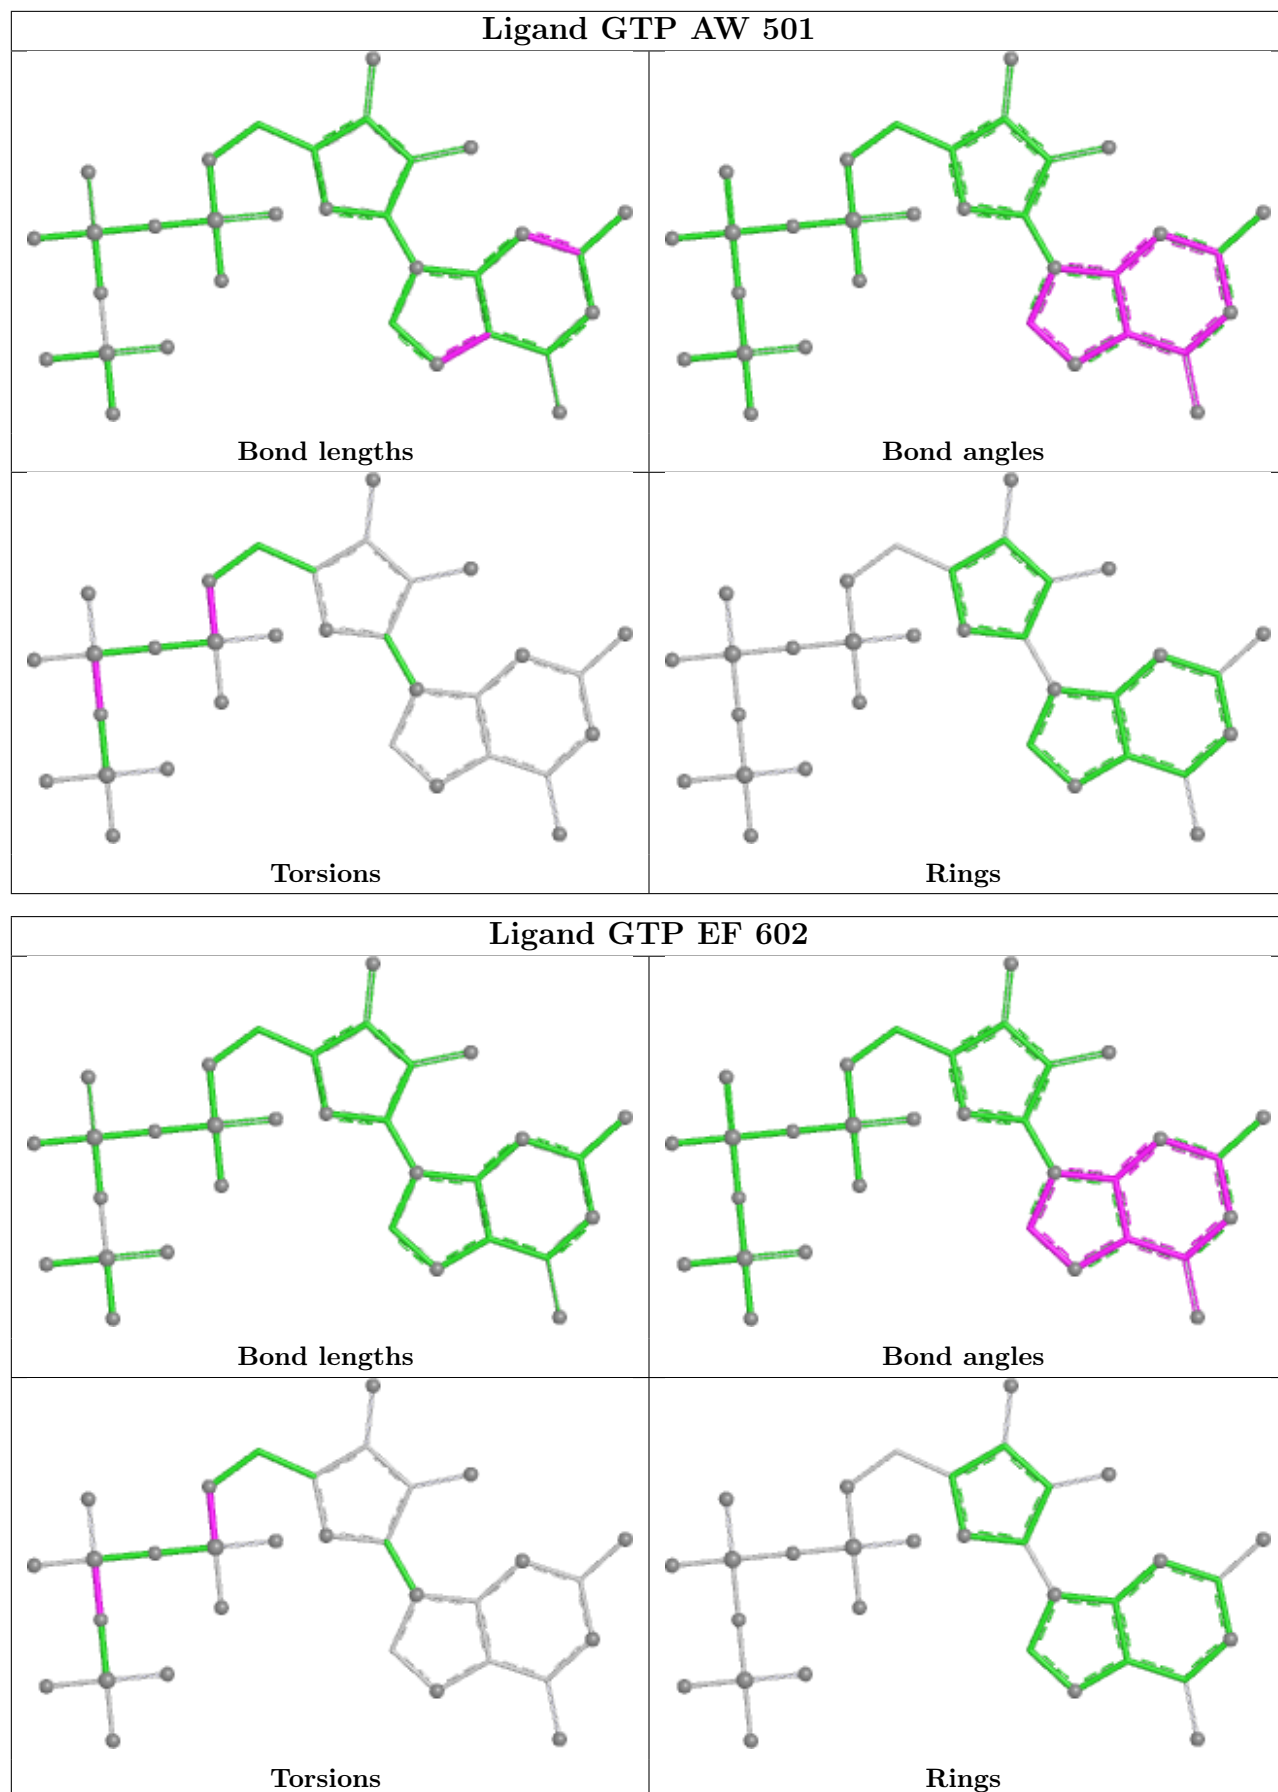 Ligand GTP AW 501
Bond lengths
Bond angles
Torsions
Rings
Ligand GTP EF 602
Bond lengths
Bond angles
Torsions
Rings